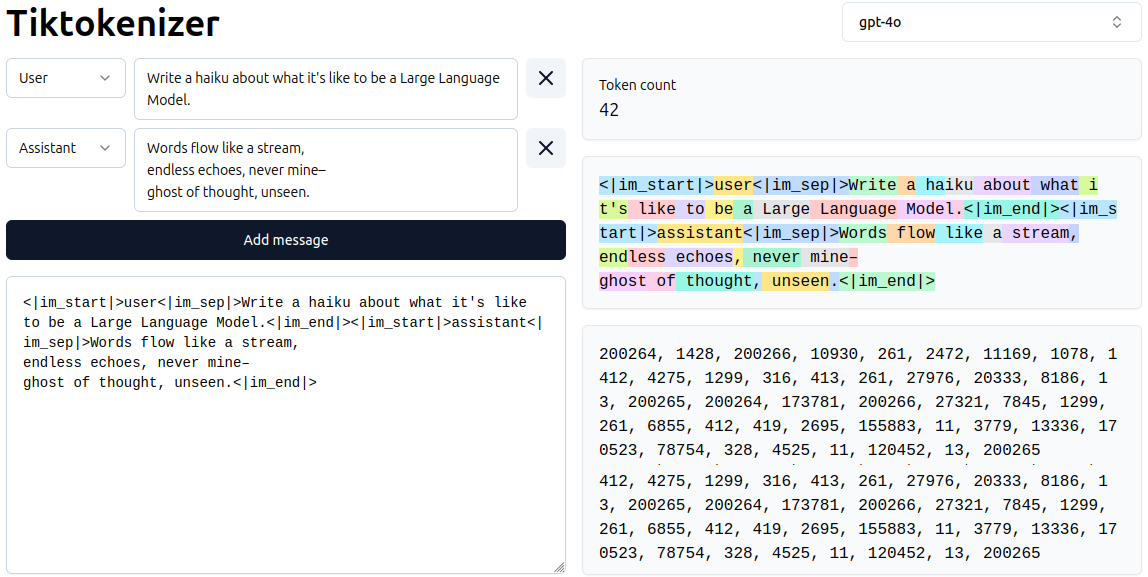 Tiktokenizer
gpt-4o
User
Write a haiku about what it's like to be a Large Language
Model.
Assistant
Words flow like a stream,
endless echoes, never mine–
ghost of thought, unseen.
Add message
<|im_start|>user<|im_sep|>Write a haiku about what it's like
to be a Large Language Model.<|im_end|><|im_start|>assistant<|
im_sep|>Words flow like a stream,
endless echoes, never mine–
ghost of thought, unseen.<|im_end|>
Token count
42
<|im_start|>user<|im_sep|>Write a haiku about what i
t's like to be a Large Language Model.<|im_end|><|im_s
tart|>assistant<|im_sep|>Words flow like a stream,
endless echoes, never mine–
ghost of thought, unseen.<|im_end|>
200264, 1428, 200266, 10930, 261, 2472, 11169, 1078, 1
412, 4275, 1299, 316, 413, 261, 27976, 20333, 8186, 1
3, 200265, 200264, 173781, 200266, 27321, 7845, 1299,
261, 6855, 412, 419, 2695, 155883, 11, 3779, 13336, 17
0523, 78754, 328, 4525, 11, 120452, 13, 200265
412, 4275, 1299, 316, 413, 261, 27976, 20333, 8186, 1
3, 200265, 200264, 173781, 200266, 27321, 7845, 1299,
261, 6855, 412, 419, 2695, 155883, 11, 3779, 13336, 17
0523, 78754, 328, 4525, 11, 120452, 13, 200265